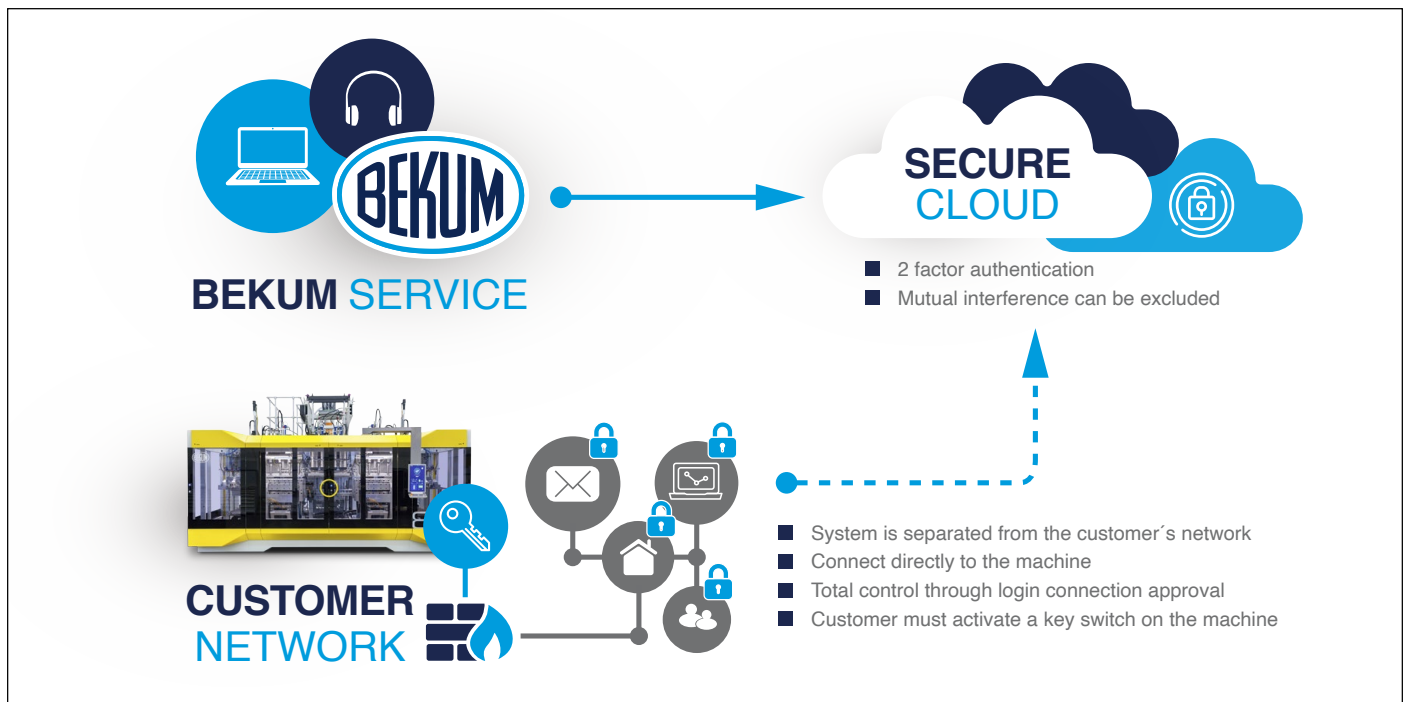 BEKUM
BEKUM SERVICE
SECURE
CLOUD
2 factor authentication
Mutual interference can be excluded
CUSTOMER
NETWORK
System is separated from the customer´s network
Connect directly to the machine
Total control through login connection approval
Customer must activate a key switch on the machine